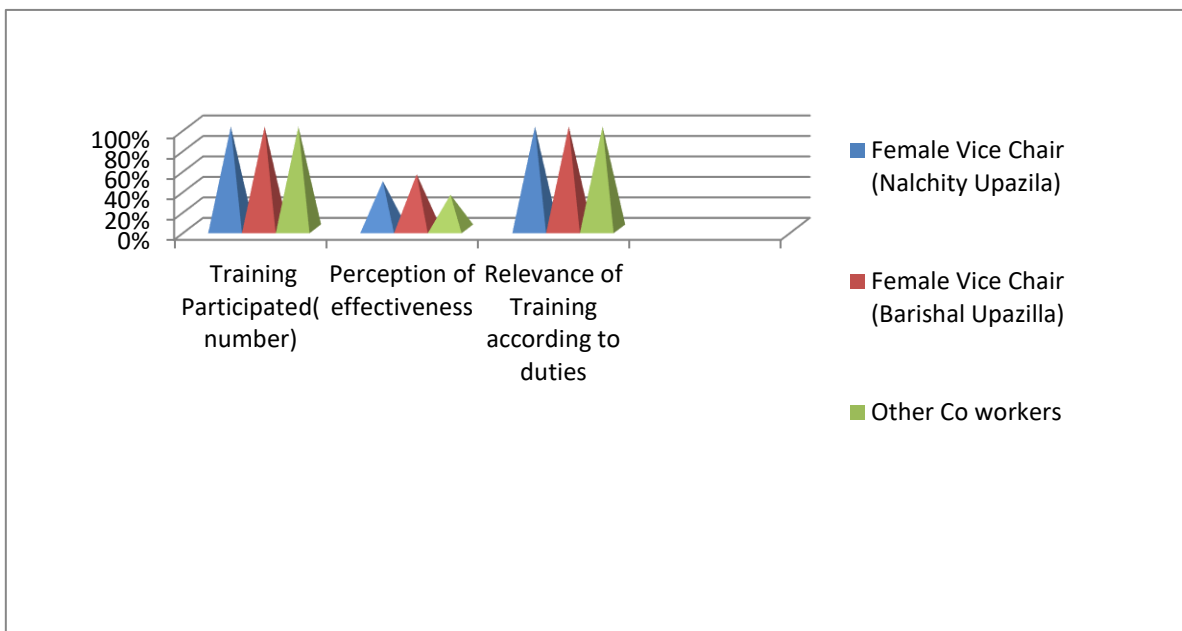 100%
80%
60%
40%
20%
0%
Training
Participated(
number)
Perception of
effectiveness
Relevance of
Training
according to
duties
Female Vice Chair
(Nalchity Upazila)
Female Vice Chair
(Barishal Upazilla)
Other Co workers